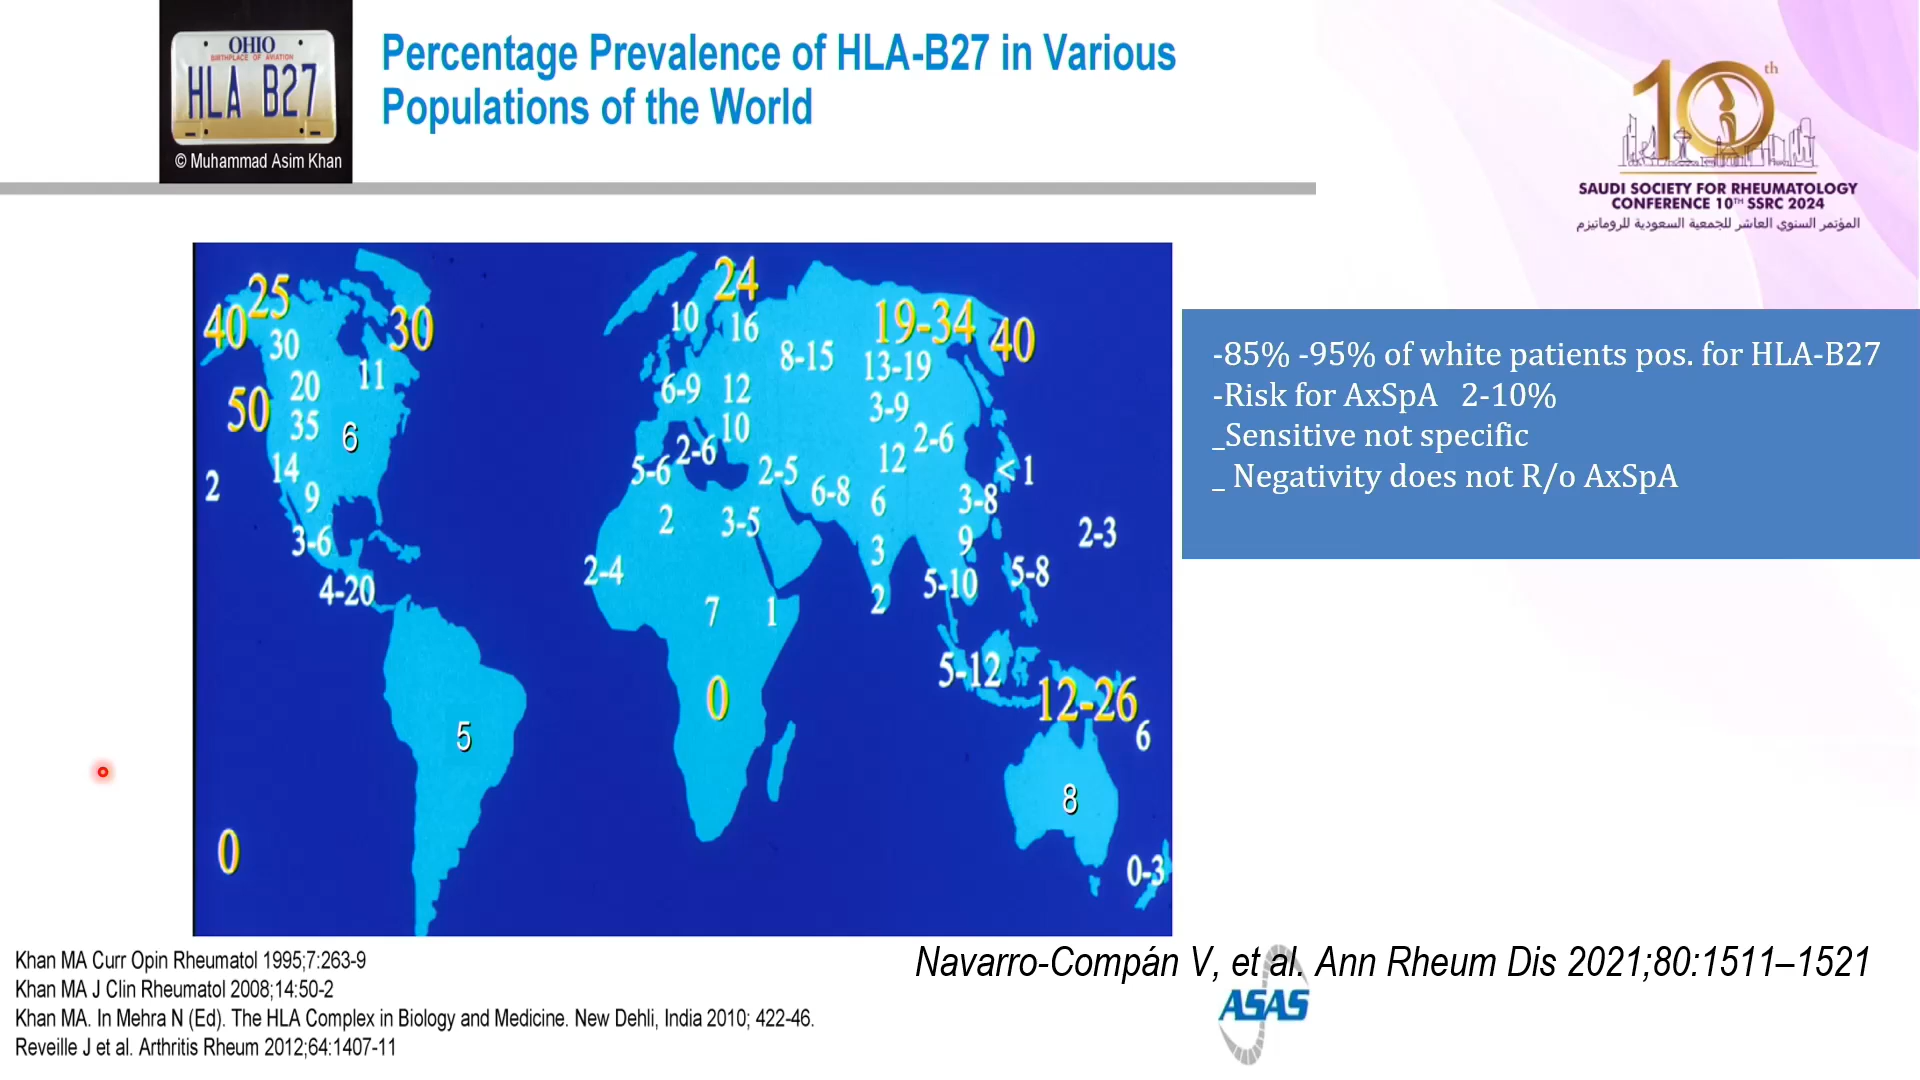 OHIO
BIRTHPLACE OF AVIATION
HLA B27
© Muhammad Asim Khan
Percentage Prevalence of HLA-B27 in Various
Populations of the World
10th
SAUDI SOCIETY FOR RHEUMATOLOGY
CONFERENCE 10TH SSRC 2024
المؤتمر السنوي العاشر للجمعية السعودية للروماتيزم
24
25
40
30
19-34
40
10
16
30
8-15
13-19
11
20
6-9
12
3-9
50
35
6
10
2-6
2-6
12
14
5-6
2-5
< 1
2
9
6-8
6
3-8
2
3-5
2-3
3-6
3
9
2-4
5-10
5-8
4-20
2
7
1
5-12
0
12-26
5
6
8
0
0-3
-85% -95% of white patients pos. for HLA-B27
-Risk for AxSpA 2-10%
_Sensitive not specific
_ Negativity does not R/o AxSpA
Khan MA Curr Opin Rheumatol 1995;7:263-9
Khan MA J Clin Rheumatol 2008;14:50-2
Khan MA. In Mehra N (Ed). The HLA Complex in Biology and Medicine. New Dehli, India 2010; 422-46.
Reveille J et al. Arthritis Rheum 2012;64:1407-11
Navarro-Compán V, et al. Ann Rheum Dis 2021;80:1511–1521
ASAS